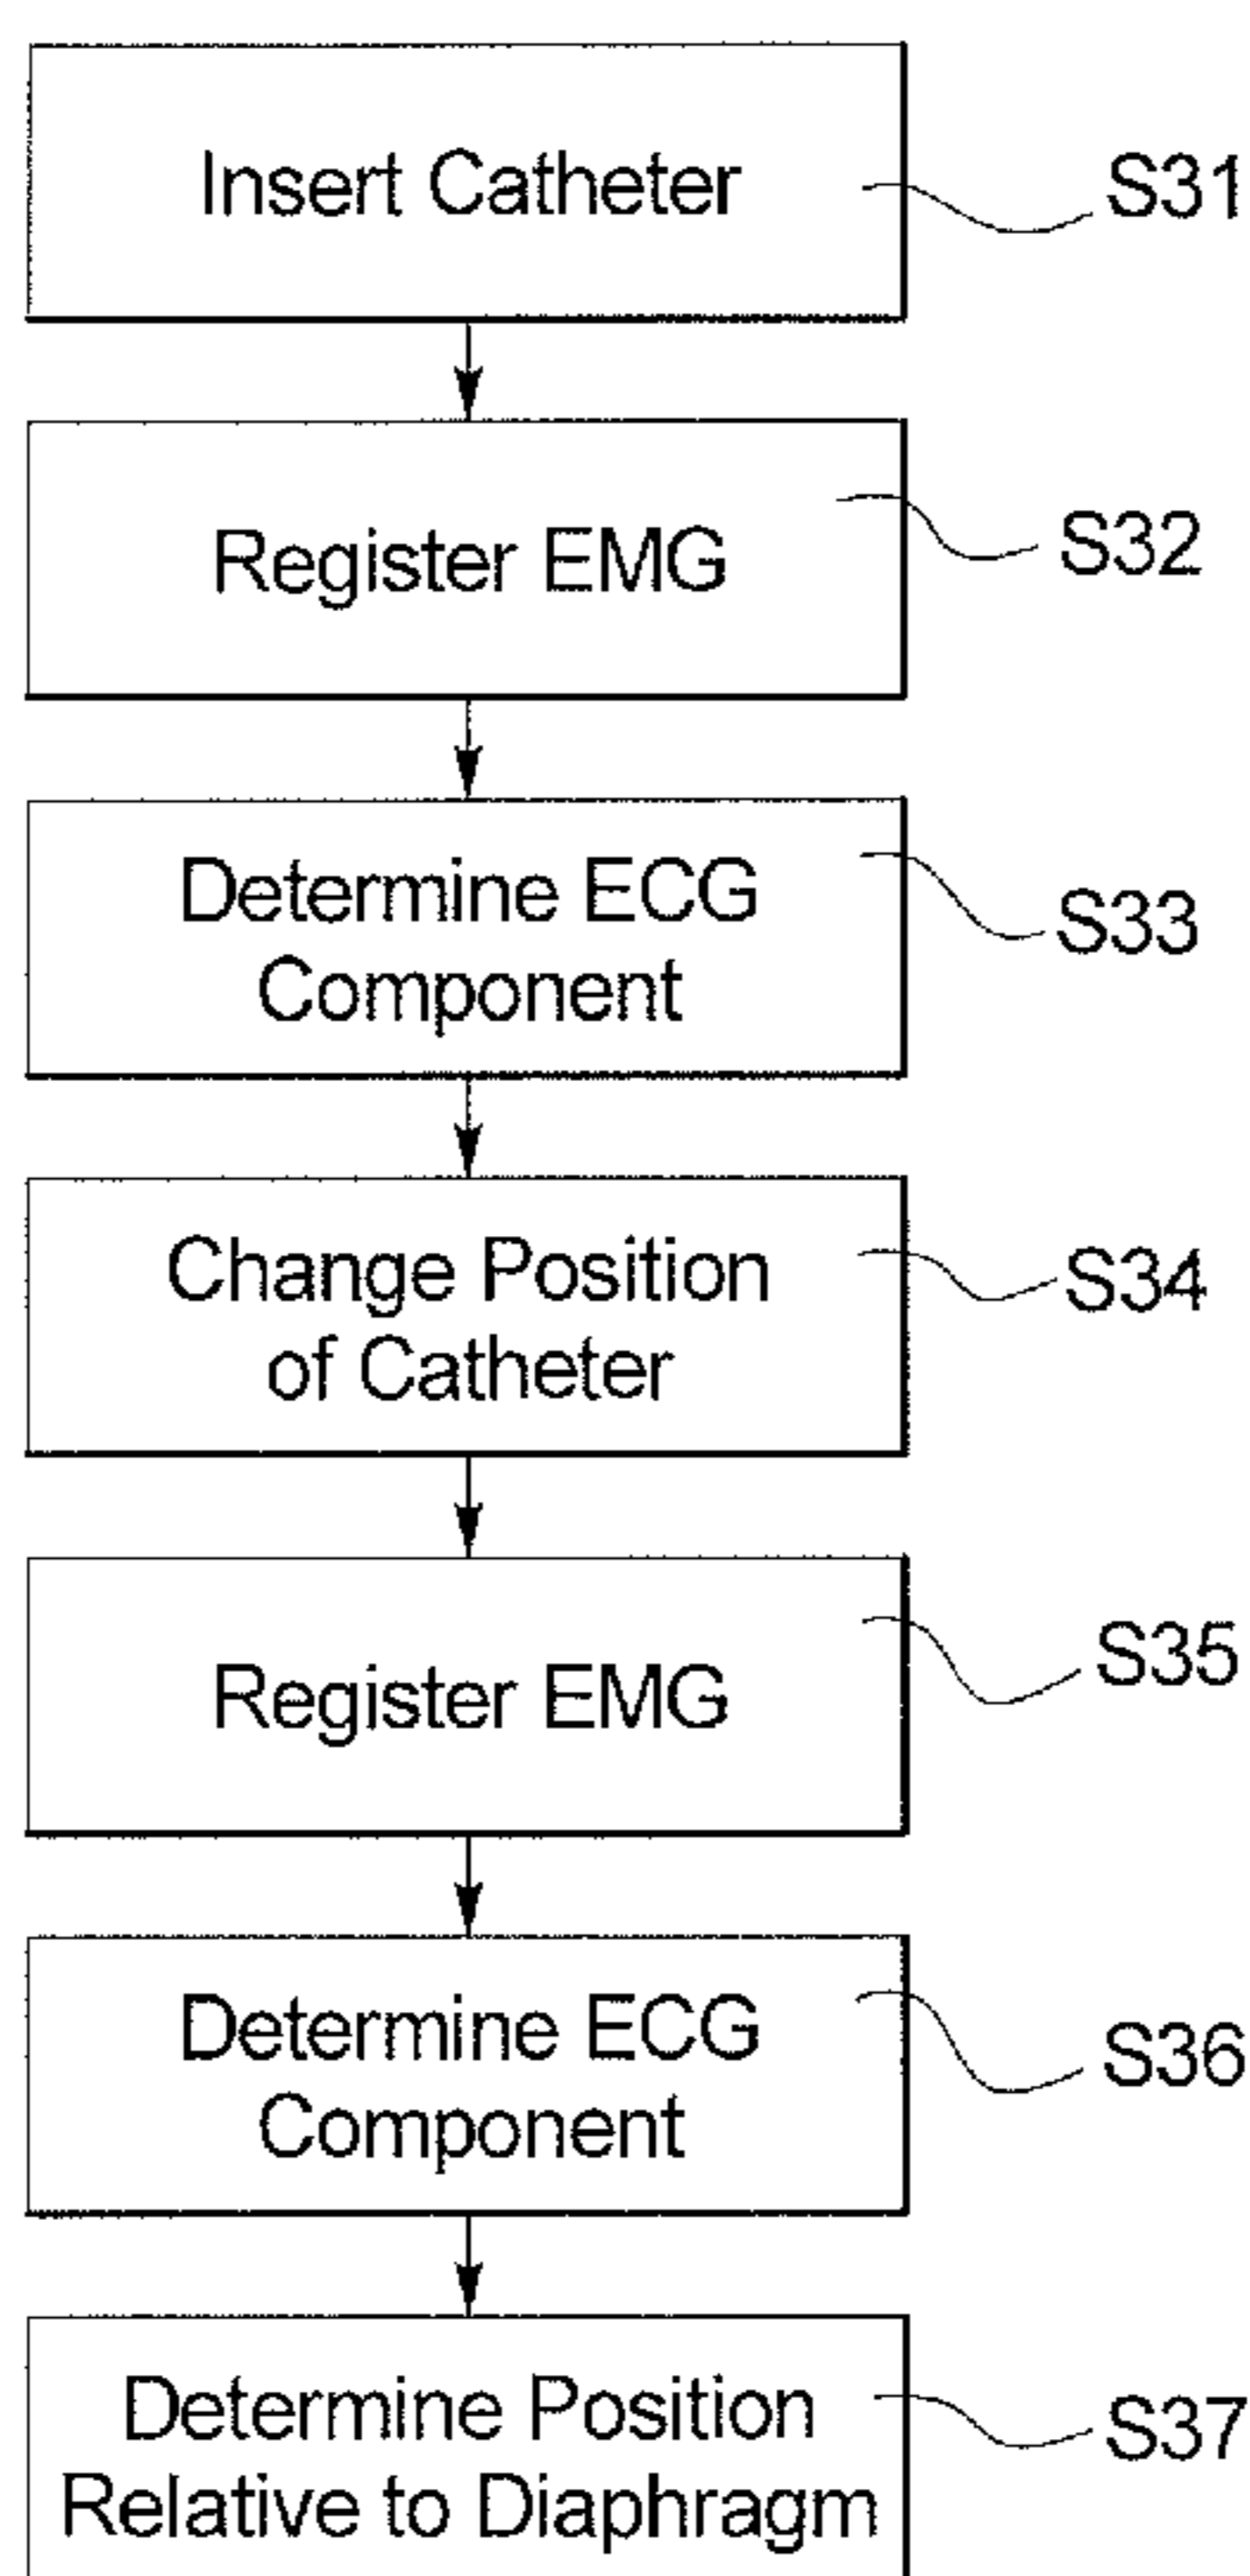 Insert Catheter
S31
Register EMG
S32
Determine ECG
Component
S33
Change Position
of Catheter
S34
Register EMG
S35
Determine ECG
Component
S36
Determine Position
Relative to Diaphragm
S37